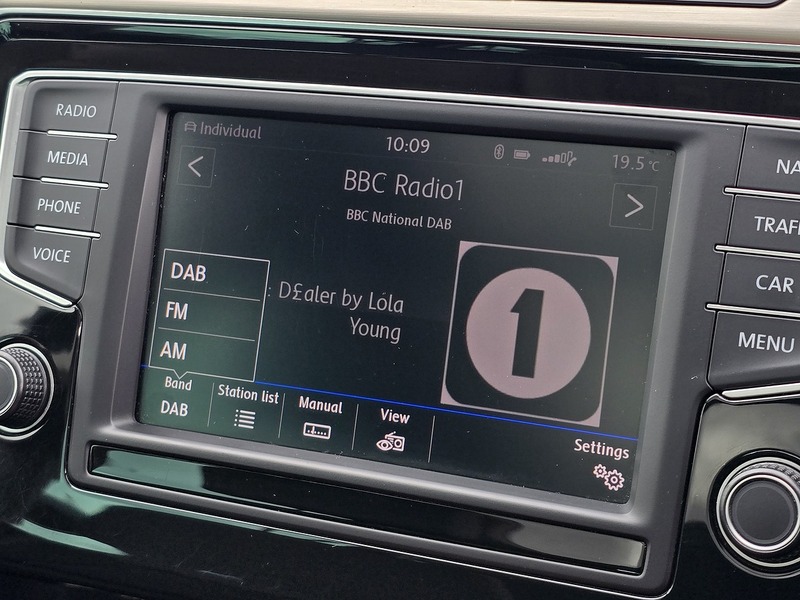 RADIO
MEDIA
PHONE
VOICE
Individual
10:09
19.5°C
BBC Radio1
BBC National DAB
DAB
FM
AM
: D£aler by Lola
Young
1
Band
DAB
Station list
Manual
View
Settings
NA
TRAF
CAR
MENU